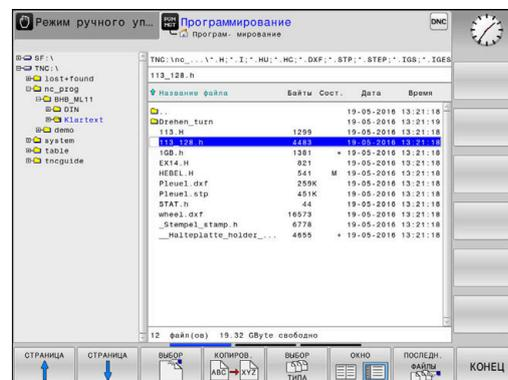 Режим ручного уп...
PGM
MGT
Программирование
Програм- мирование
DNC
SF:\
TNC:\
lost+found
nc_prog
BHB_ML11
DIN
Klartext
demo
system
table
tncguide
TNC:\nc_...\*.H;*.I;*.HU;*.HC;*.DXF;*.STP;*.STEP;*.IGS;*.IGES
113_128.h
Название файла Байты Сост. Дата Время
.. 19-05-2016 13:21:18
Drehen_turn 19-05-2016 13:21:19
113.H 1299 19-05-2016 13:21:18
113_128.h 4483 19-05-2016 13:21:18
1GB.h 1381 + 19-05-2016 13:21:18
EX14.H 821 19-05-2016 13:21:18
HEBEL.H 541 M 19-05-2016 13:21:18
Pleuel.dxf 259K 19-05-2016 13:21:18
Pleuel.stp 451K 19-05-2016 13:21:18
STAT.h 44 19-05-2016 13:21:18
wheel.dxf 16573 19-05-2016 13:21:18
_Stempel_stamp.h 6778 19-05-2016 13:21:18
__Halteplatte_holder_... 4655 + 19-05-2016 13:21:18
12 файл(ов) 19.32 GByte свободно
СТРАНИЦА
СТРАНИЦА
ВЫБОР
КОПИРОВ.
ABC → XYZ
ВЫБОР
ТИПА
ОКНО
ПОСЛЕДН.
ФАЙЛЫ
КОНЕЦ